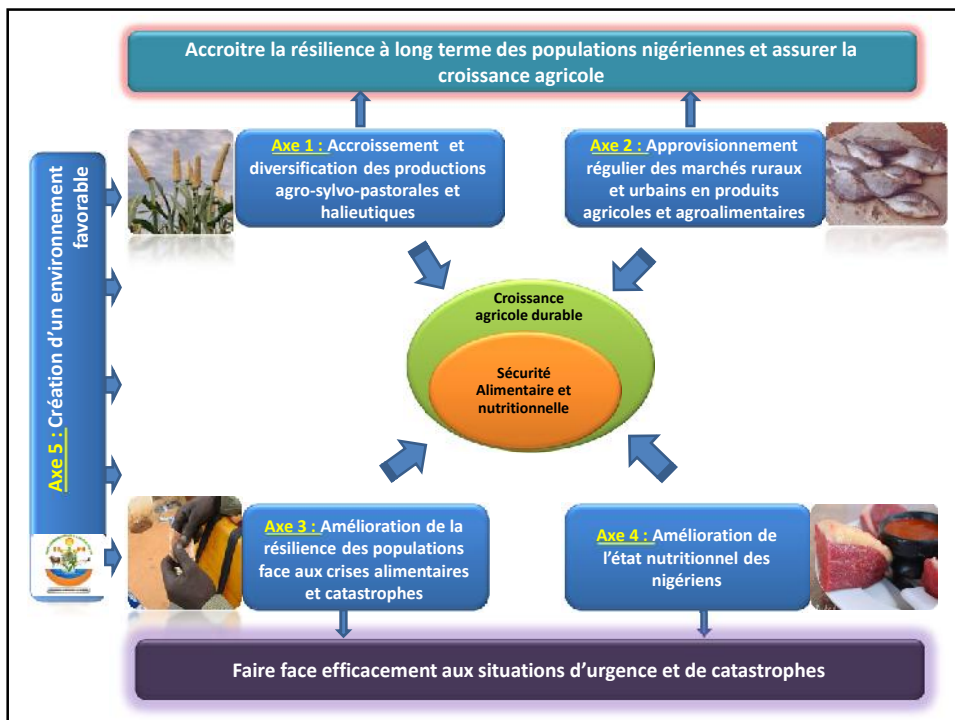 Accroitre la résilience à long terme des populations nigériennes et assurer la
croissance agricole
Axe 1 : Accroissement et
diversification des productions
agro-sylvo-pastorales et
halieutiques
Axe 2 : Approvisionnement
régulier des marchés ruraux
et urbains en produits
agricoles et agroalimentaires
Axe 5 : Création d’un environnement
favorable
Croissance
agricole durable
Sécurité
Alimentaire et
nutritionnelle
Axe 3 : Amélioration de la
résilience des populations
face aux crises alimentaires
et catastrophes
Axe 4 : Amélioration de
l’état nutritionnel des
nigériens
Faire face efficacement aux situations d’urgence et de catastrophes